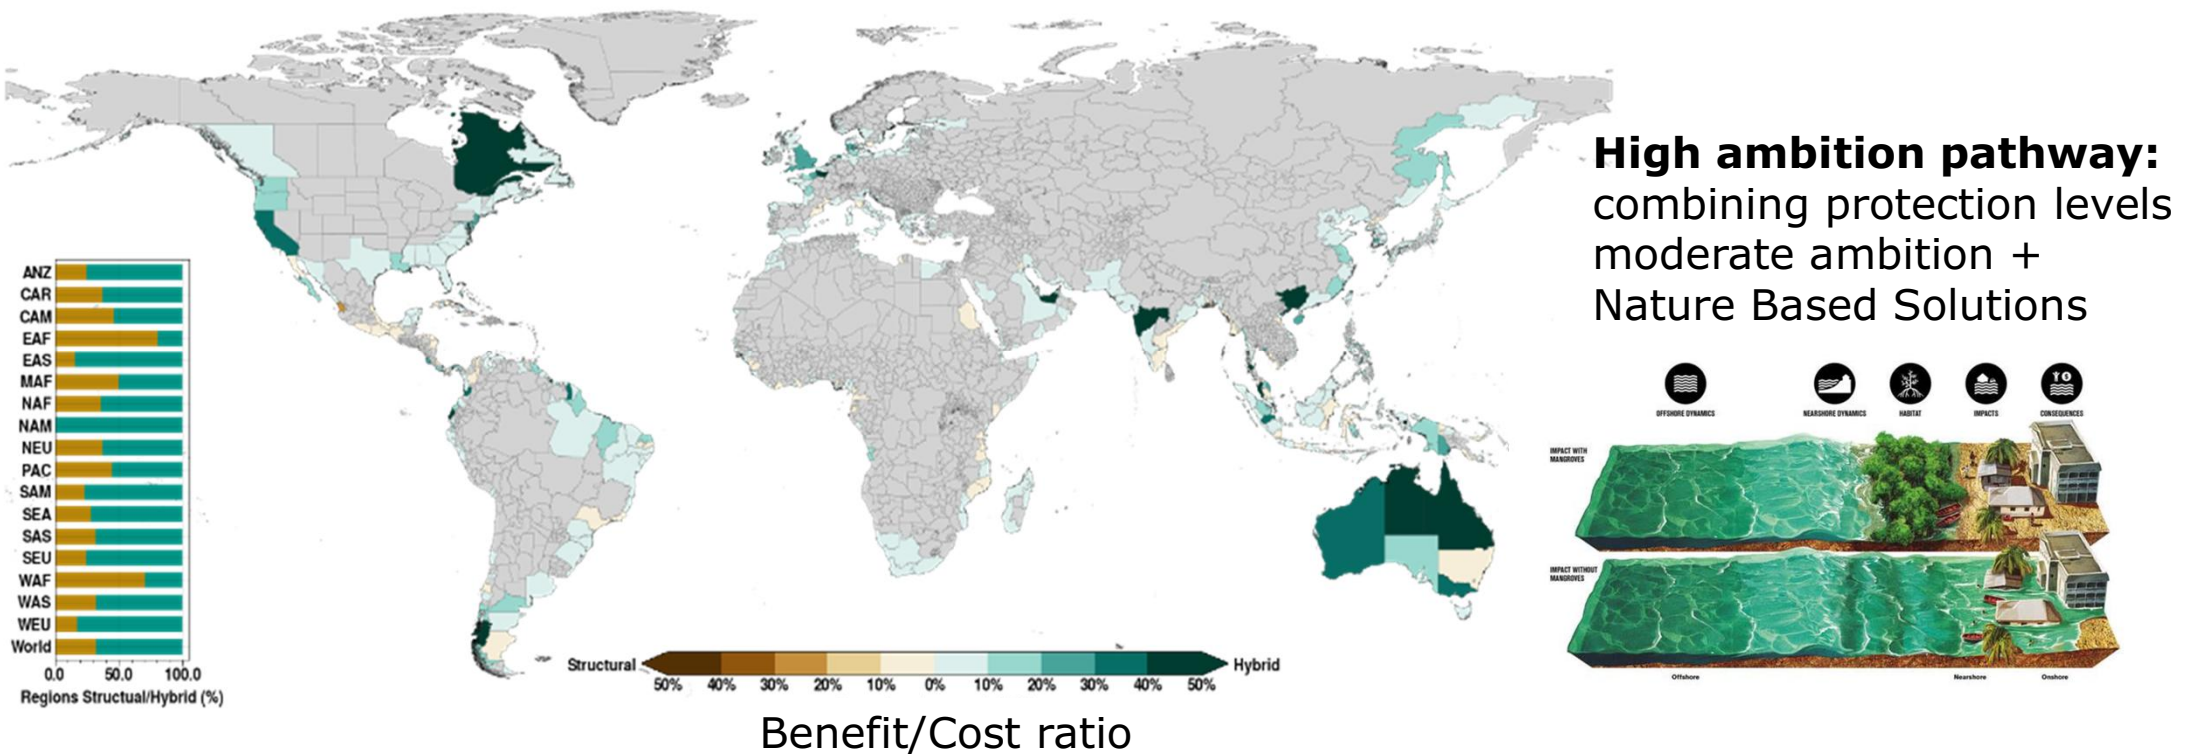 High ambition pathway:
combining protection levels
moderate ambition +
Nature Based Solutions
ANZ
CAR
CAM
EAF
EAS
MAF
NAF
NAM
NEU
PAC
SAM
SEA
SAS
SEU
WAF
WAS
WEU
World
0.0 50.0 100.0
Regions Structual/Hybrid (%)
Structural Hybrid
50% 40% 30% 20% 10% 0% 10% 20% 30% 40% 50%
Benefit/Cost ratio
OFFSHORE DYNAMICS NEARSHORE DYNAMICS HABITAT IMPACTS CONSEQUENCES
IMPACT WITH
MANGROVES
IMPACT WITHOUT
MANGROVES
Offshore Nearshore Onshore